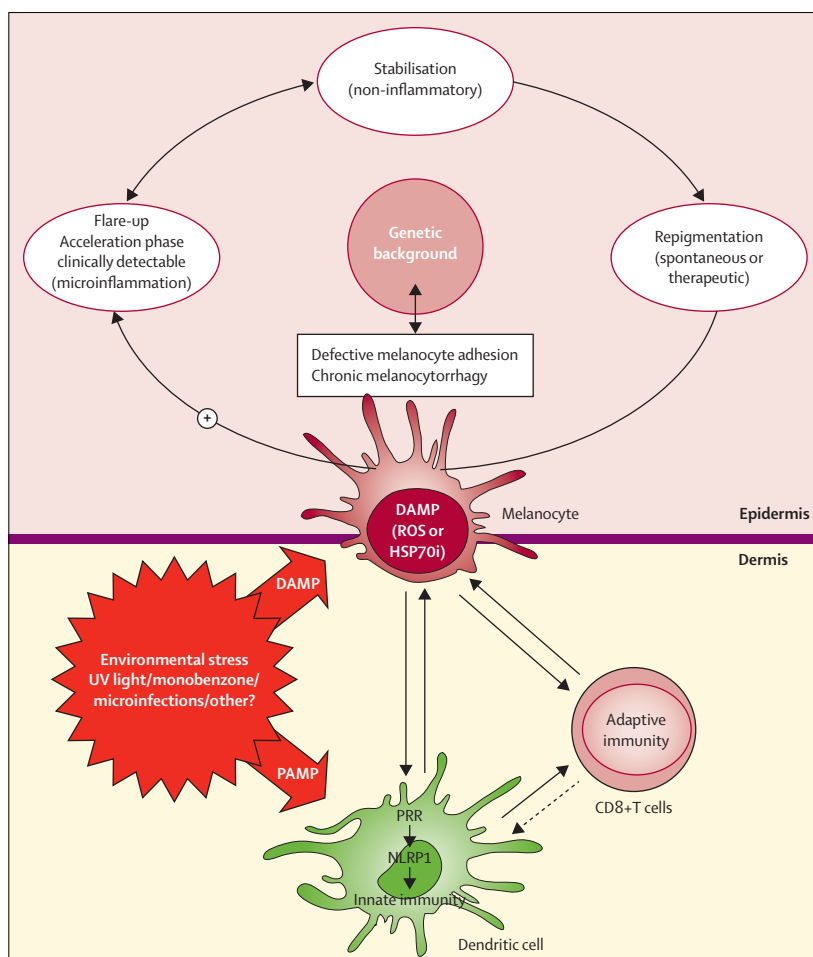 Stabilisation
(non-inflammatory)
Flare-up
Acceleration phase
clinically detectable
(microinflammation)
Genetic
background
Repigmentation
(spontaneous or
therapeutic)
Defective melanocyte adhesion
Chronic melanocytorrhagy
+
DAMP
(ROS or
HSP70i)
Melanocyte
Epidermis
Dermis
DAMP
Environmental stress
UV light/monobenzone/
microinfections/other?
PAMP
Adaptive
immunity
CD8+T cells
PRR
NLRP1
Innate immunity
Dendritic cell